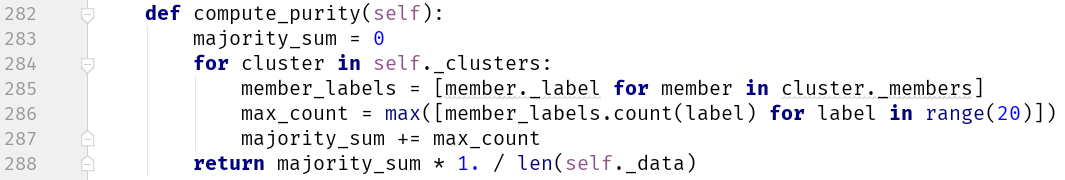 282 def compute_purity(self):
283 majority_sum = 0
284 for cluster in self._clusters:
285 member_labels = [member._label for member in cluster._members]
286 max_count = max([member_labels.count(label) for label in range(20)])
287 majority_sum += max_count
288 return majority_sum * 1. / len(self._data)